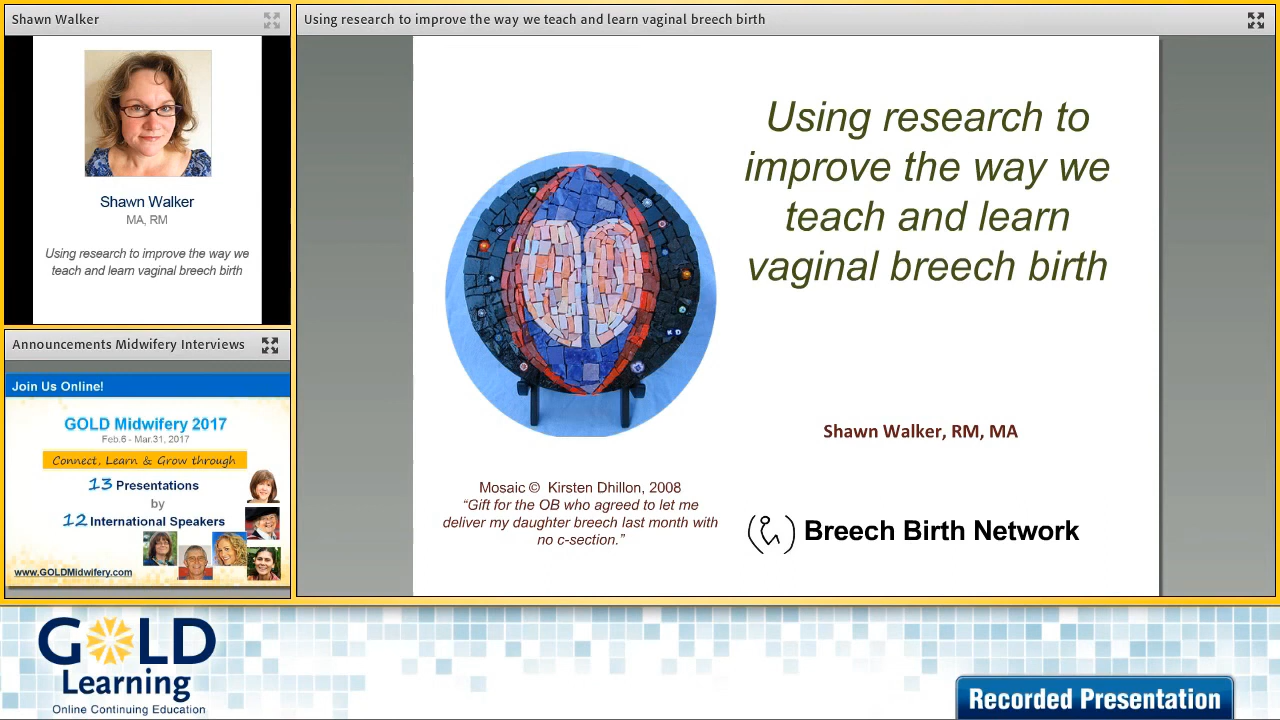 Shawn Walker
Shawn Walker
MA, RM
Using research to improve the way we
teach and learn vaginal breech birth
Announcements Midwifery Interviews
Join Us Online!
GOLD Midwifery 2017
Feb.6 - Mar.31, 2017
Connect, Learn & Grow through
13 Presentations
by
12 International Speakers
www.GOLDMidwifery.com
Using research to improve the way we teach and learn vaginal breech birth
Using research to
improve the way we
teach and learn
vaginal breech birth
KD
Shawn Walker, RM, MA
Mosaic © Kirsten Dhillon, 2008
“Gift for the OB who agreed to let me
deliver my daughter breech last month with
no c-section.”
Breech Birth Network
GOLD
Learning
Online Continuing Education
Recorded Presentation